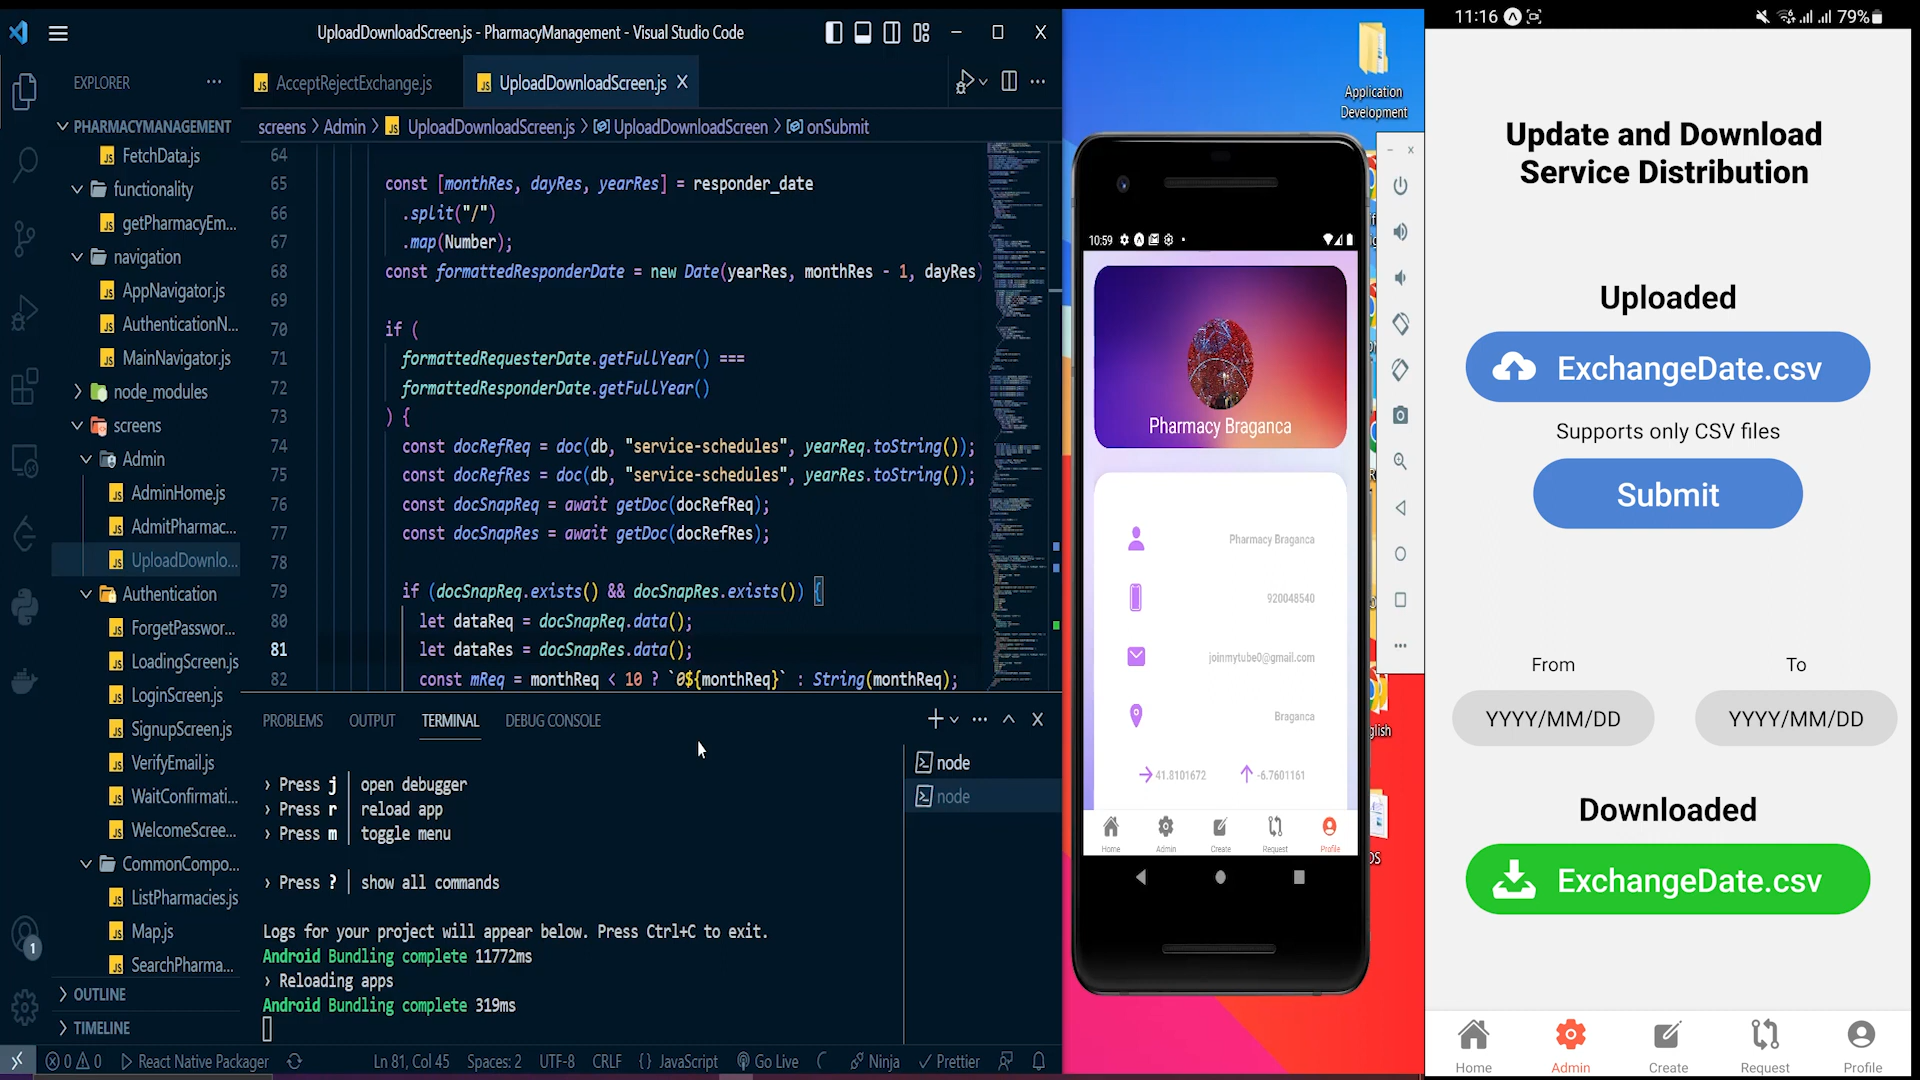 UploadDownloadScreen.js - PharmacyManagement - Visual Studio Code
EXPLORER
PHARMACYMANAGEMENT
FetchData.js
functionality
getPharmacyEm...
navigation
AppNavigator.js
AuthenticationN...
MainNavigator.js
node_modules
screens
Admin
AdminHome.js
AdmitPharmac...
UploadDownlo...
Authentication
ForgetPasswor...
LoadingScreen.js
LoginScreen.js
SignupScreen.js
VerifyEmail.js
WaitConfirmati...
WelcomeScree...
CommonCompo...
ListPharmacies.js
Map.js
SearchPharma...
OUTLINE
TIMELINE
1
AcceptRejectExchange.js
UploadDownloadScreen.js
screens > Admin > UploadDownloadScreen.js > UploadDownloadScreen > onSubmit
64
65 const [monthRes, dayRes, yearRes] = responder_date
66 .split("/")
67 .map(Number);
68 const formattedResponderDate = new Date(yearRes, monthRes - 1, dayRes)
69
70 if (
71 formattedRequesterDate.getFullYear() ===
72 formattedResponderDate.getFullYear()
73 ) {
74 const docRefReq = doc(db, "service-schedules", yearReq.toString());
75 const docRefRes = doc(db, "service-schedules", yearRes.toString());
76 const docSnapReq = await getDoc(docRefReq);
77 const docSnapRes = await getDoc(docRefRes);
78
79 if (docSnapReq.exists() && docSnapRes.exists()) {
80 let dataReq = docSnapReq.data();
81 let dataRes = docSnapRes.data();
82 const mReq = monthReq < 10 ? `0${monthReq}` : String(monthReq);
PROBLEMS OUTPUT TERMINAL DEBUG CONSOLE
› Press j │ open debugger
› Press r │ reload app
› Press m │ toggle menu
› Press ? │ show all commands
Logs for your project will appear below. Press Ctrl+C to exit.
Android Bundling complete 11772ms
› Reloading apps
Android Bundling complete 319ms
node
node
0 0 React Native Packager Ln 81, Col 45 Spaces: 2 UTF-8 CRLF {} JavaScript Go Live Ninja Prettier
Application
Development
10:59
Pharmacy Braganca
Pharmacy Braganca
920048540
joinmytube0@gmail.com
Braganca
41.8101672 -6.7601161
Home Admin Create Request Profile
11:16 79%
Update and Download
Service Distribution
Uploaded
ExchangeDate.csv
Supports only CSV files
Submit
From To
YYYY/MM/DD YYYY/MM/DD
Downloaded
ExchangeDate.csv
Home Admin Create Request Profile